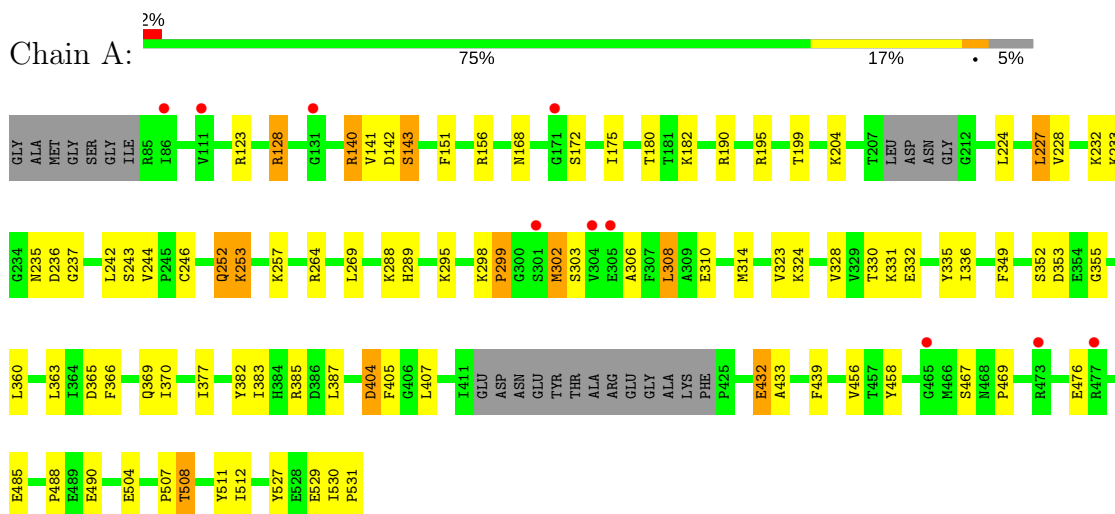 2%
Chain A:
75% 17% • 5%
GLY ALA MET GLY SER GLY ILE R85 I86 V111 R123 R128 G131 R140 V141 D142 S143 F151 R156 N168 G171 S172 I175 T180 T181 K182 R190 R195 T199 K204 T207 LEU ASP ASN GLY G212 L224 L227 V228 K232 K233
G234 N235 D236 G237 L242 S243 V244 P245 C246 Q252 K253 K257 R264 L269 K288 H289 K295 K298 P299 G300 S301 M302 S303 V304 E305 A306 F307 L308 A309 E310 M314 V323 K324 V328 V329 T330 K331 E332 Y335 I336 F349 S352 D353 E354 G355
L360 L363 I364 D365 F366 Q369 I370 I377 Y382 I383 H384 R385 D386 L387 D404 F405 G406 L407 I411 GLU ASP ASN GLU TYR THR ALA ARG GLU GLY ALA LYS PHE P425 E432 A433 F439 V456 T457 Y458 G465 M466 S467 N468 P469 R473 E476 R477
E485 P488 E489 E490 E504 P507 T508 Y511 I512 Y527 E528 E529 I530 P531